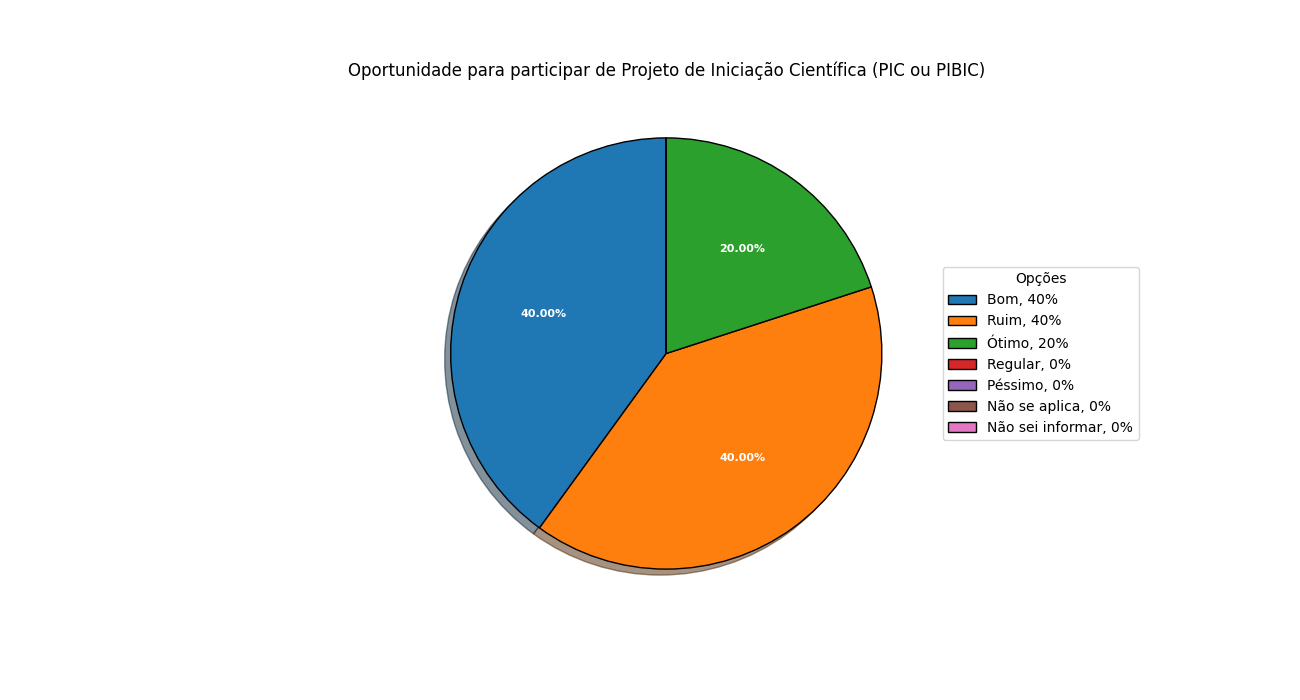 Oportunidade para participar de Projeto de Iniciação Científica (PIC ou PIBIC)
20.00%
40.00%
40.00%
Opções
Bom, 40%
Ruim, 40%
Ótimo, 20%
Regular, 0%
Péssimo, 0%
Não se aplica, 0%
Não sei informar, 0%